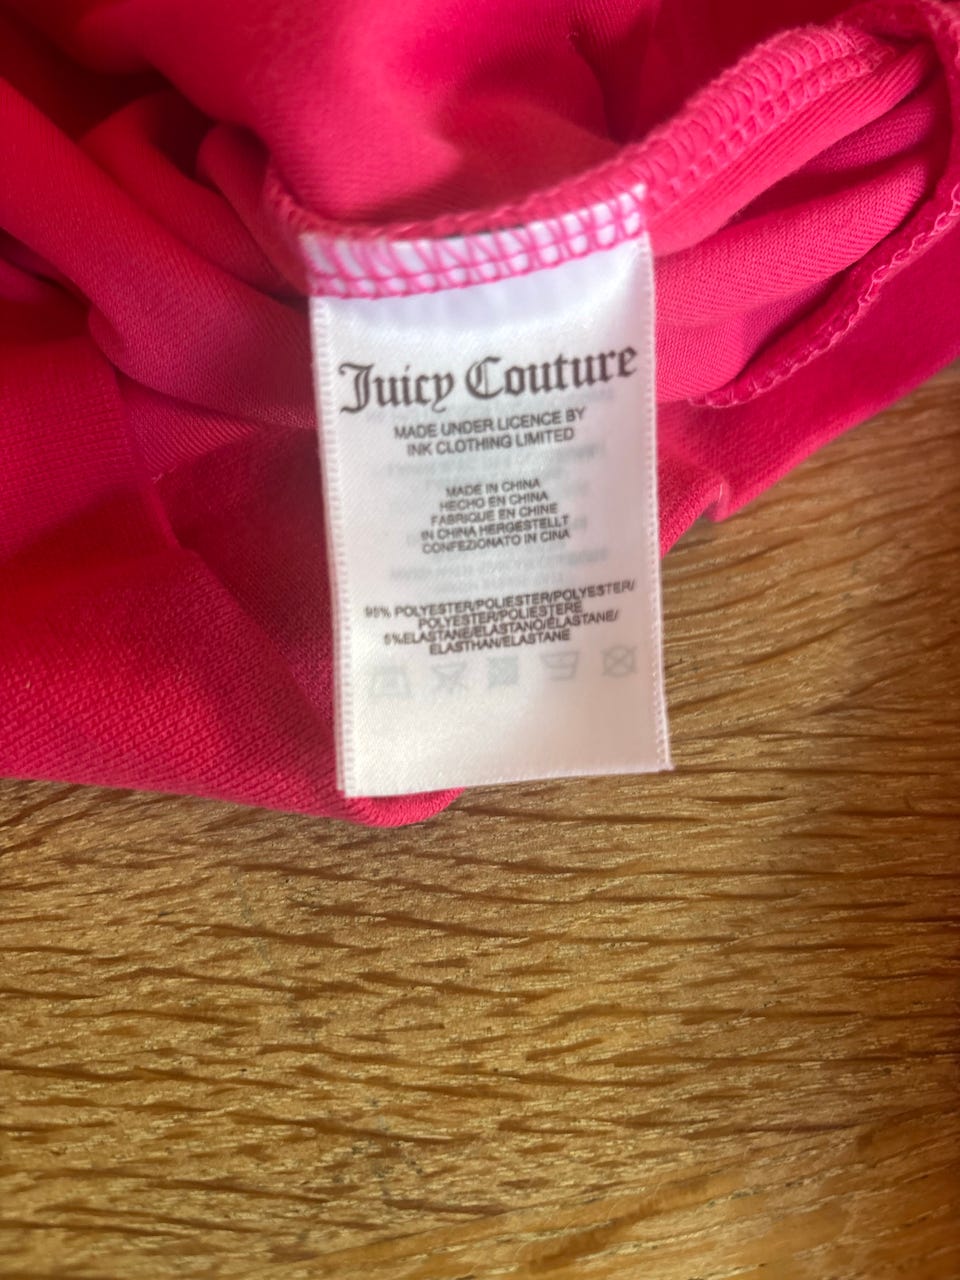 Juicy Couture
MADE UNDER LICENCE BY
INK CLOTHING LIMITED
MADE IN CHINA
HECHO EN CHINA
FABRIQUE EN CHINE
IN CHINA HERGESTELLT
CONFEZIONATO IN CINA
95% POLYESTER/POLIESTER/POLYESTER/
POLYESTER/POLIESTERE
5%ELASTANE/ELASTANO/ÉLASTANE/
ELASTHAN/ELASTANE